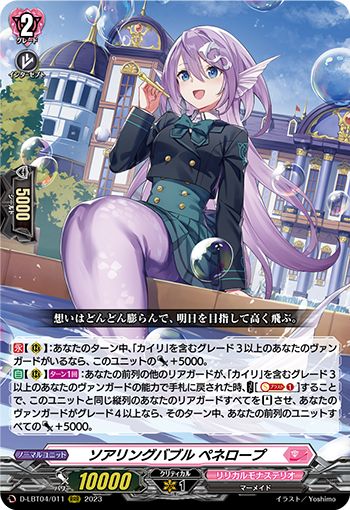 2
グレード
インターセプト
5000
シールド
想いはどんどん膨らんで、明日を目指して高く飛ぶ。
永【R】:あなたのターン中、「カイリ」を含むグレード3以上のあなたのヴァン
ガードがいるなら、このユニットの+5000。
自【R】ターン1回:あなたの前列の他のリアガードが、「カイリ」を含むグレード3
以上のあなたのヴァンガードの能力で手札に戻された時、【コスト】することで、
このユニットと同じ縦列のあなたのリアガードすべてをスタンドさせ、
あなたのヴァンガードがグレード4以上なら、そのターン中、あなたの前列のユニットす
べての+5000。
ノーマルユニット
ソアリングバブル ペネロープ
リリカルモナステリオ
パワー
10000
クリティカル
1
マーメイド
D-LBT04/011 RRR 2023
イラスト/Yoshimo